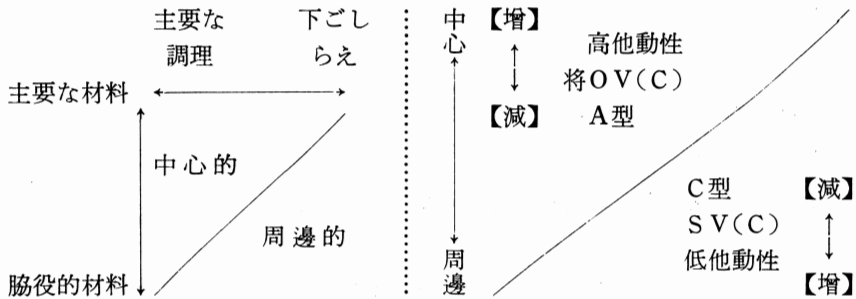 主要な調理
下ごしらえ
主要な材料
中心的
周邊的
脇役的材料
中心
【增】
高他動性
将OV(C)
【減】 A型
C型 【減】
SV(C)
低他動性
周邊
【增】